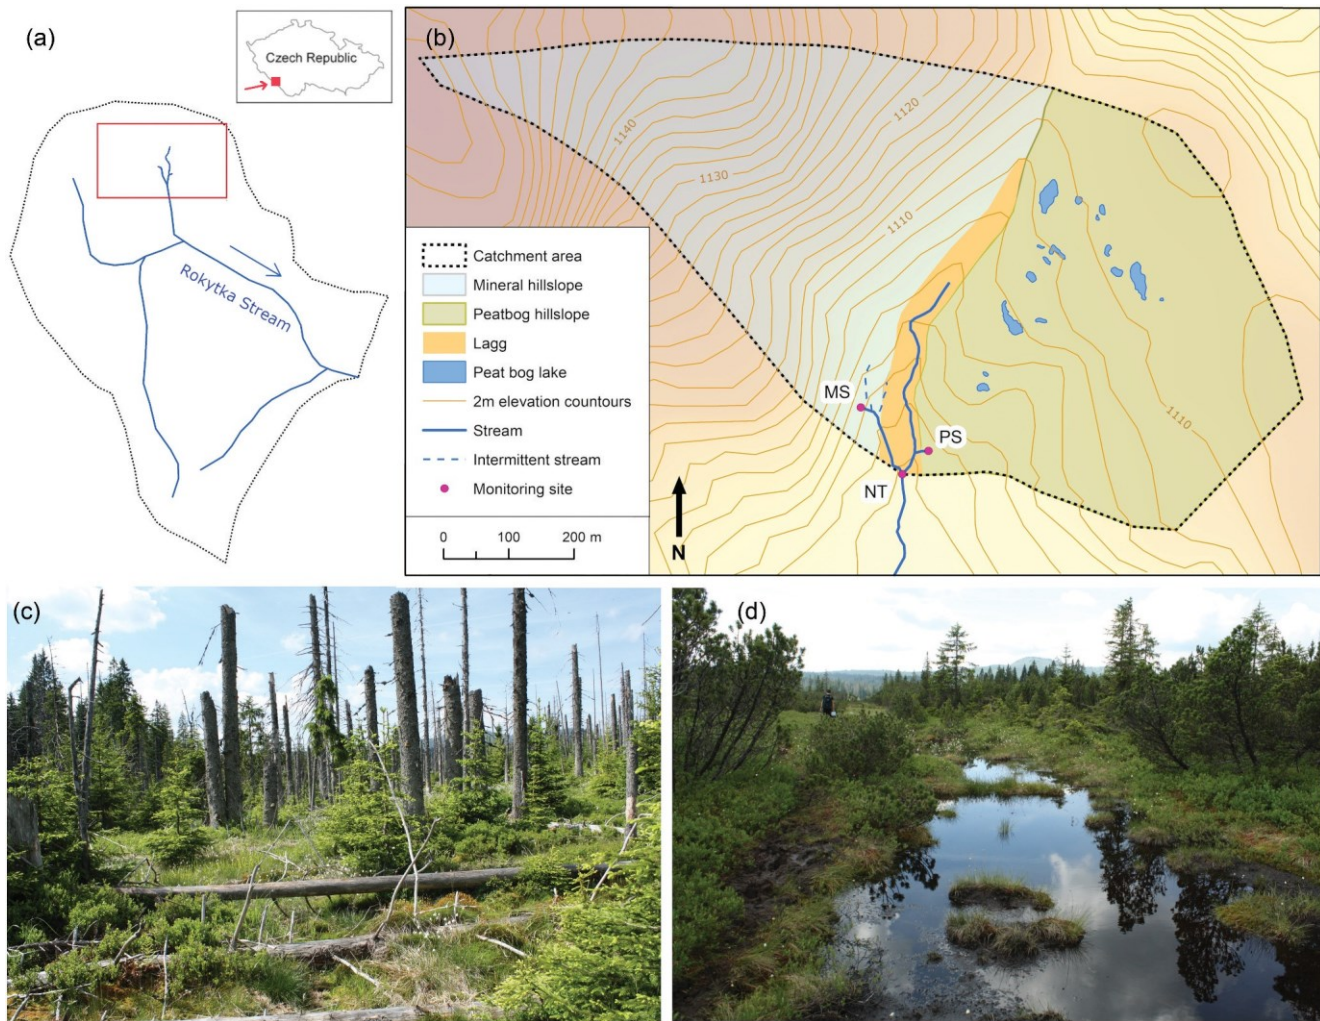 (a)
Czech Republic
Rokytka Stream
(b)
1140
1120
1130
1110
1110
MS
PS
NT
Catchment area
Mineral hillslope
Peatbog hillslope
Lagg
Peat bog lake
2m elevation countours
Stream
Intermittent stream
Monitoring site
0 100 200 m
N
(c)
(d)